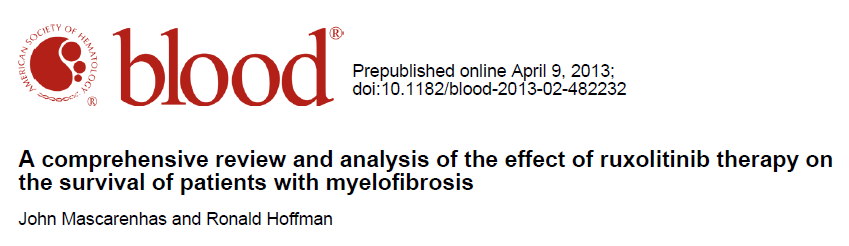 AMERICAN SOCIETY OF HEMATOLOGY ®
blood®
Prepublished online April 9, 2013;
doi:10.1182/blood-2013-02-482232
A comprehensive review and analysis of the effect of ruxolitinib therapy on
the survival of patients with myelofibrosis
John Mascarenhas and Ronald Hoffman